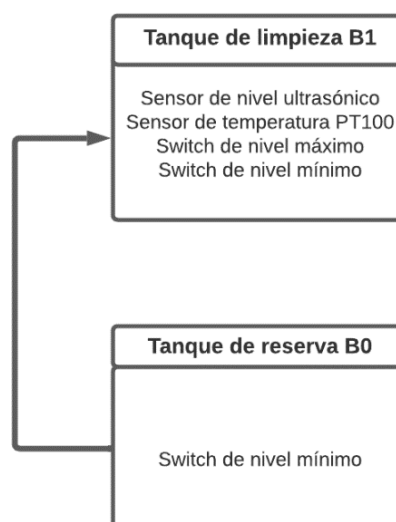 Tanque de limpieza B1
Sensor de nivel ultrasónico
Sensor de temperatura PT100
Switch de nivel máximo
Switch de nivel mínimo
Tanque de reserva B0
Switch de nivel mínimo